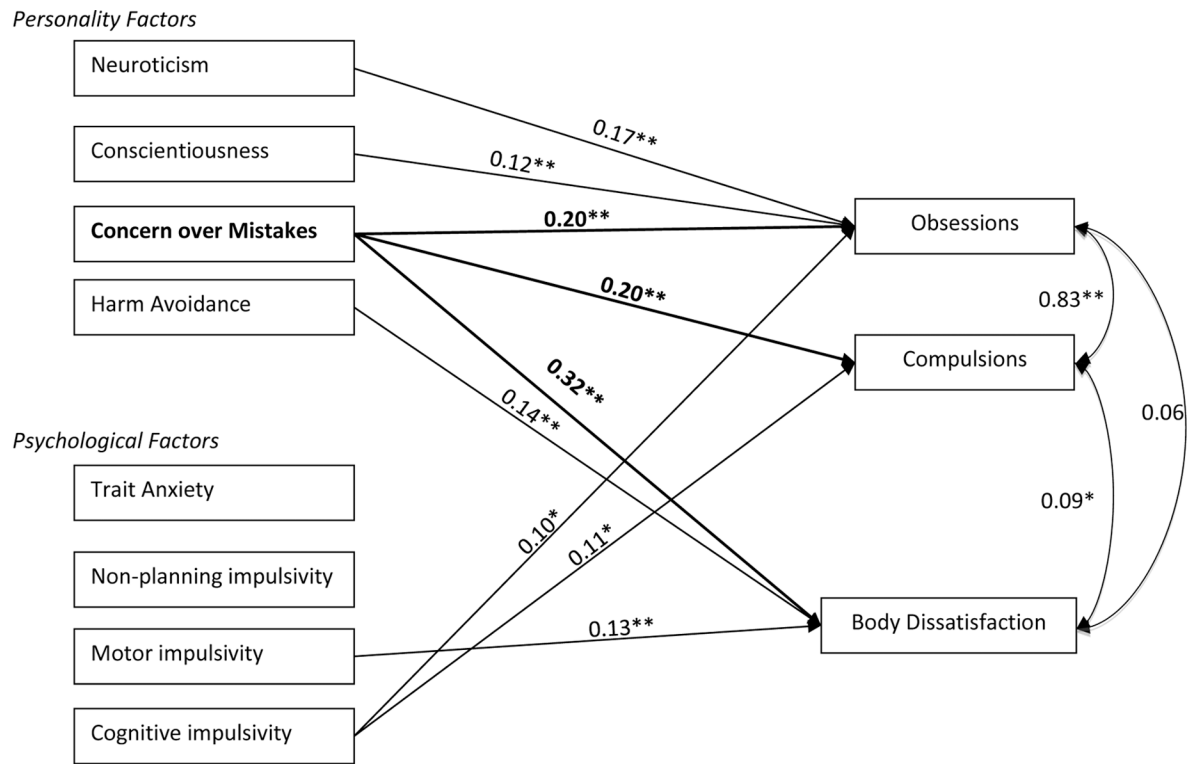 Personality Factors
Neuroticism
Conscientiousness
Concern over Mistakes
Harm Avoidance
Psychological Factors
Trait Anxiety
Non-planning impulsivity
Motor impulsivity
Cognitive impulsivity
0.17**
0.12**
0.20**
0.20**
0.32**
0.14**
0.10*
0.11*
0.13**
Obsessions
Compulsions
Body Dissatisfaction
0.83**
0.06
0.09*